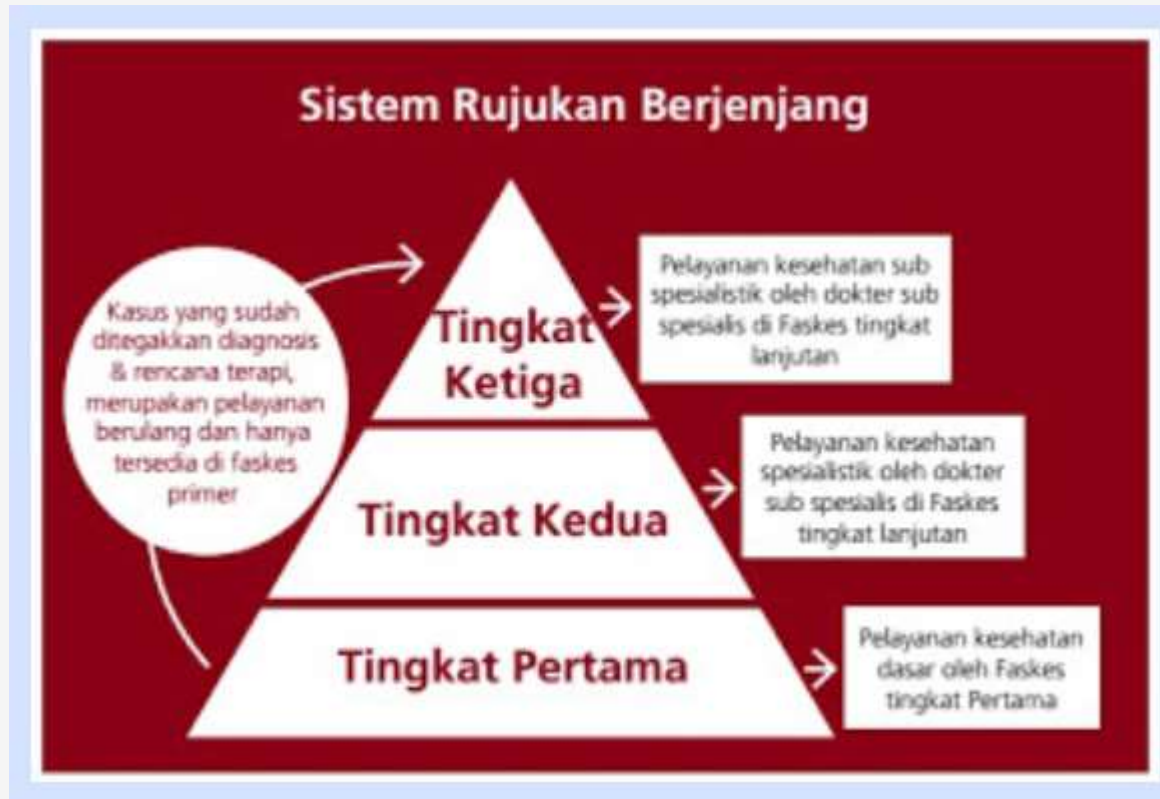 Sistem Rujukan Berjenjang
Kasus yang sudah
ditegakkan diagnosis
& rencana terapi,
merupakan pelayanan
berulang dan hanya
tersedia di faskes
primer
Tingkat
Ketiga
Pelayanan kesehatan sub
spesialistik oleh dokter sub
spesialis di Faskes tingkat
lanjutan
Tingkat Kedua
Pelayanan kesehatan
spesialistik oleh dokter
sub spesialis di Faskes
tingkat lanjutan
Tingkat Pertama
Pelayanan kesehatan
dasar oleh Faskes
tingkat Pertama